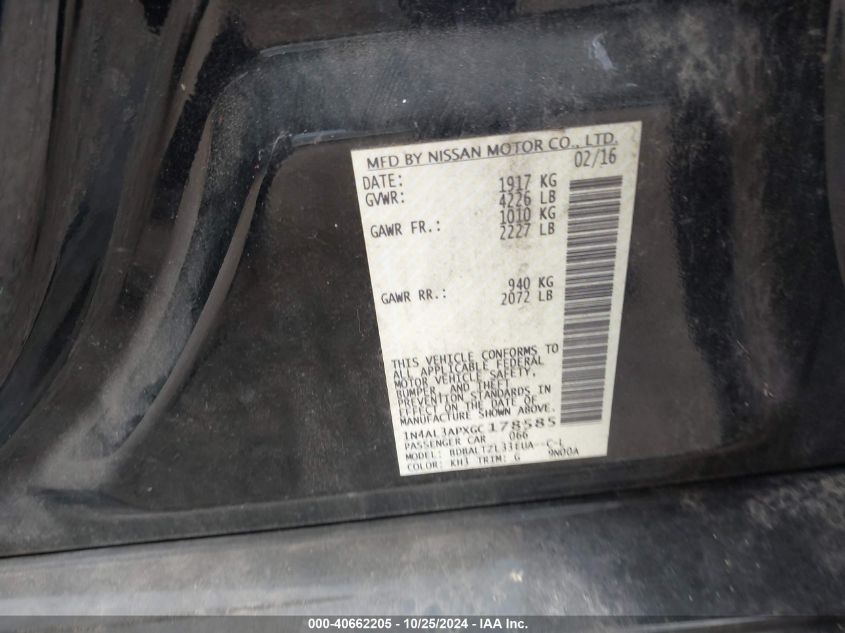 MFD BY NISSAN MOTOR CO., LTD.
02/16
DATE: 1917 KG
GVWR: 4226 LB
1010 KG
GAWR FR.: 2227 LB
940 KG
GAWR RR.: 2072 LB
THIS VEHICLE CONFORMS TO
ALL APPLICABLE FEDERAL
MOTOR VEHICLE SAFETY,
BUMPER, AND THEFT
PREVENTION STANDARDS IN
EFFECT ON THE DATE OF
MANUFACTURE SHOWN ABOVE.
1N4AL3APXGC178585
PASSENGER CAR 066
MODEL: BDBALTZL33EUA--C-L
COLOR: KH3 TRIM: G 9N00A
000-40662205 - 10/25/2024 - IAA Inc.